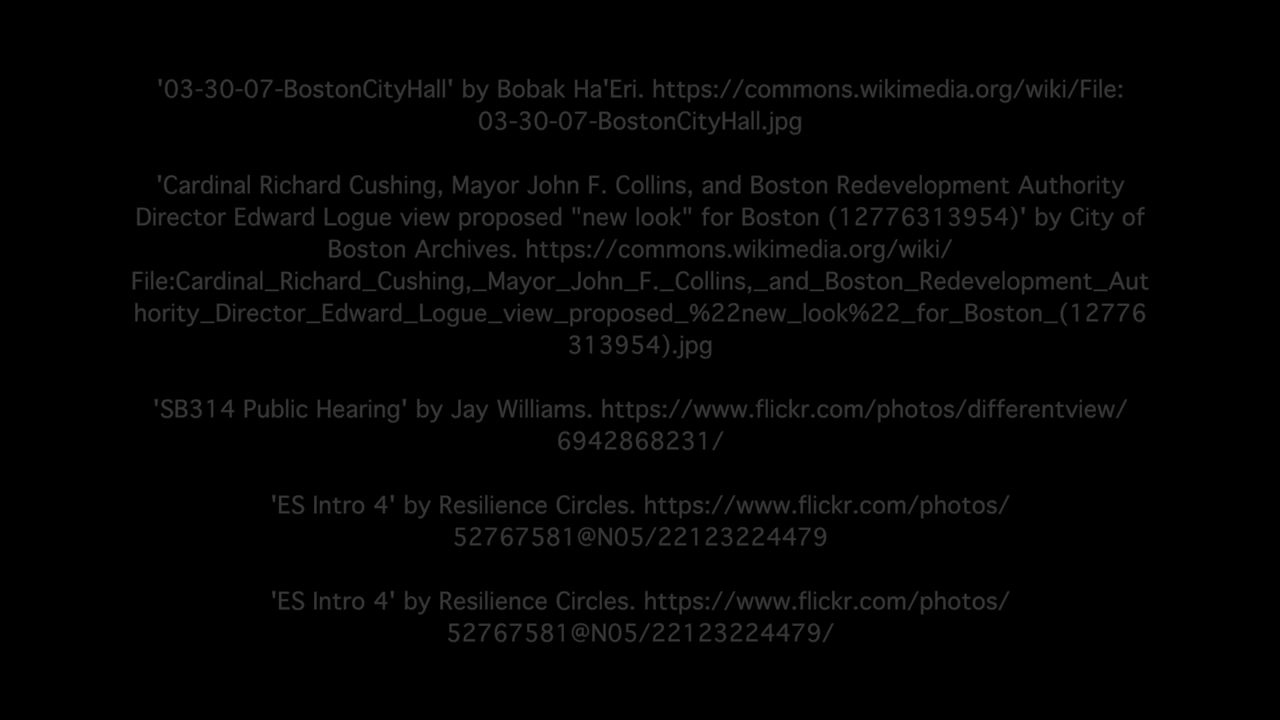 '03-30-07-BostonCityHall' by Bobak Ha'Eri. https://commons.wikimedia.org/wiki/File:
03-30-07-BostonCityHall.jpg
'Cardinal Richard Cushing, Mayor John F. Collins, and Boston Redevelopment Authority
Director Edward Logue view proposed "new look" for Boston (12776313954)' by City of
Boston Archives. https://commons.wikimedia.org/wiki/
File:Cardinal_Richard_Cushing,_Mayor_John_F._Collins,_and_Boston_Redevelopment_Aut
hority_Director_Edward_Logue_view_proposed_%22new_look%22_for_Boston_(12776
313954).jpg
'SB314 Public Hearing' by Jay Williams. https://www.flickr.com/photos/differentview/
6942868231/
'ES Intro 4' by Resilience Circles. https://www.flickr.com/photos/
52767581@N05/22123224479
'ES Intro 4' by Resilience Circles. https://www.flickr.com/photos/
52767581@N05/22123224479/